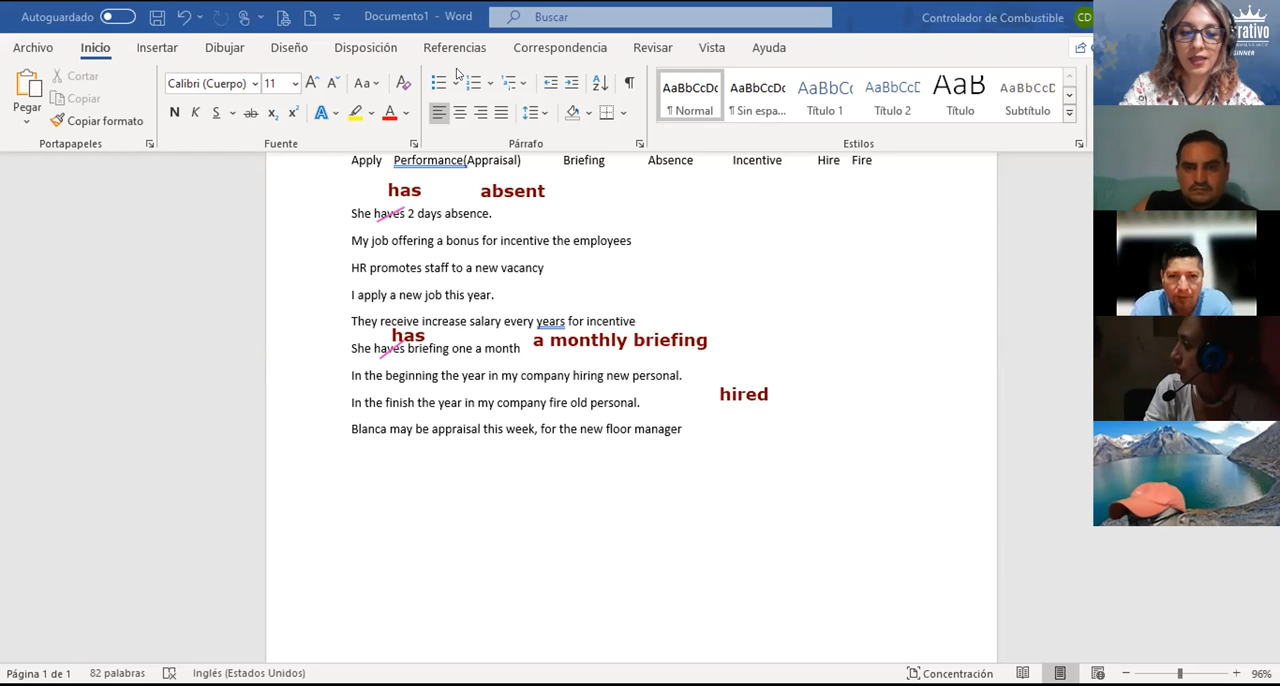 Autoguardado Documento1 - Word Buscar Controlador de Combustible CD
Archivo Inicio Insertar Dibujar Diseño Disposición Referencias Correspondencia Revisar Vista Ayuda
Pegar Cortar
Copiar
Copiar formato
Calibri (Cuerpo) 11 Aa
N K S ab x₂ x² A A
AaBbCcDc AaBbCcDc AaBbCc AaBbCcC AaB AaBbCcD
¶ Normal ¶ Sin espa... Título 1 Título 2 Título Subtítulo
Portapapeles Fuente Párrafo Estilos
Apply Performance(Appraisal) Briefing Absence Incentive Hire Fire
has absent
She haves 2 days absence.
My job offering a bonus for incentive the employees
HR promotes staff to a new vacancy
I apply a new job this year.
They receive increase salary every years for incentive
has a monthly briefing
She haves briefing one a month
In the beginning the year in my company hiring new personal.
hired
In the finish the year in my company fire old personal.
Blanca may be appraisal this week, for the new floor manager
Página 1 de 1 82 palabras Inglés (Estados Unidos) Concentración 96%